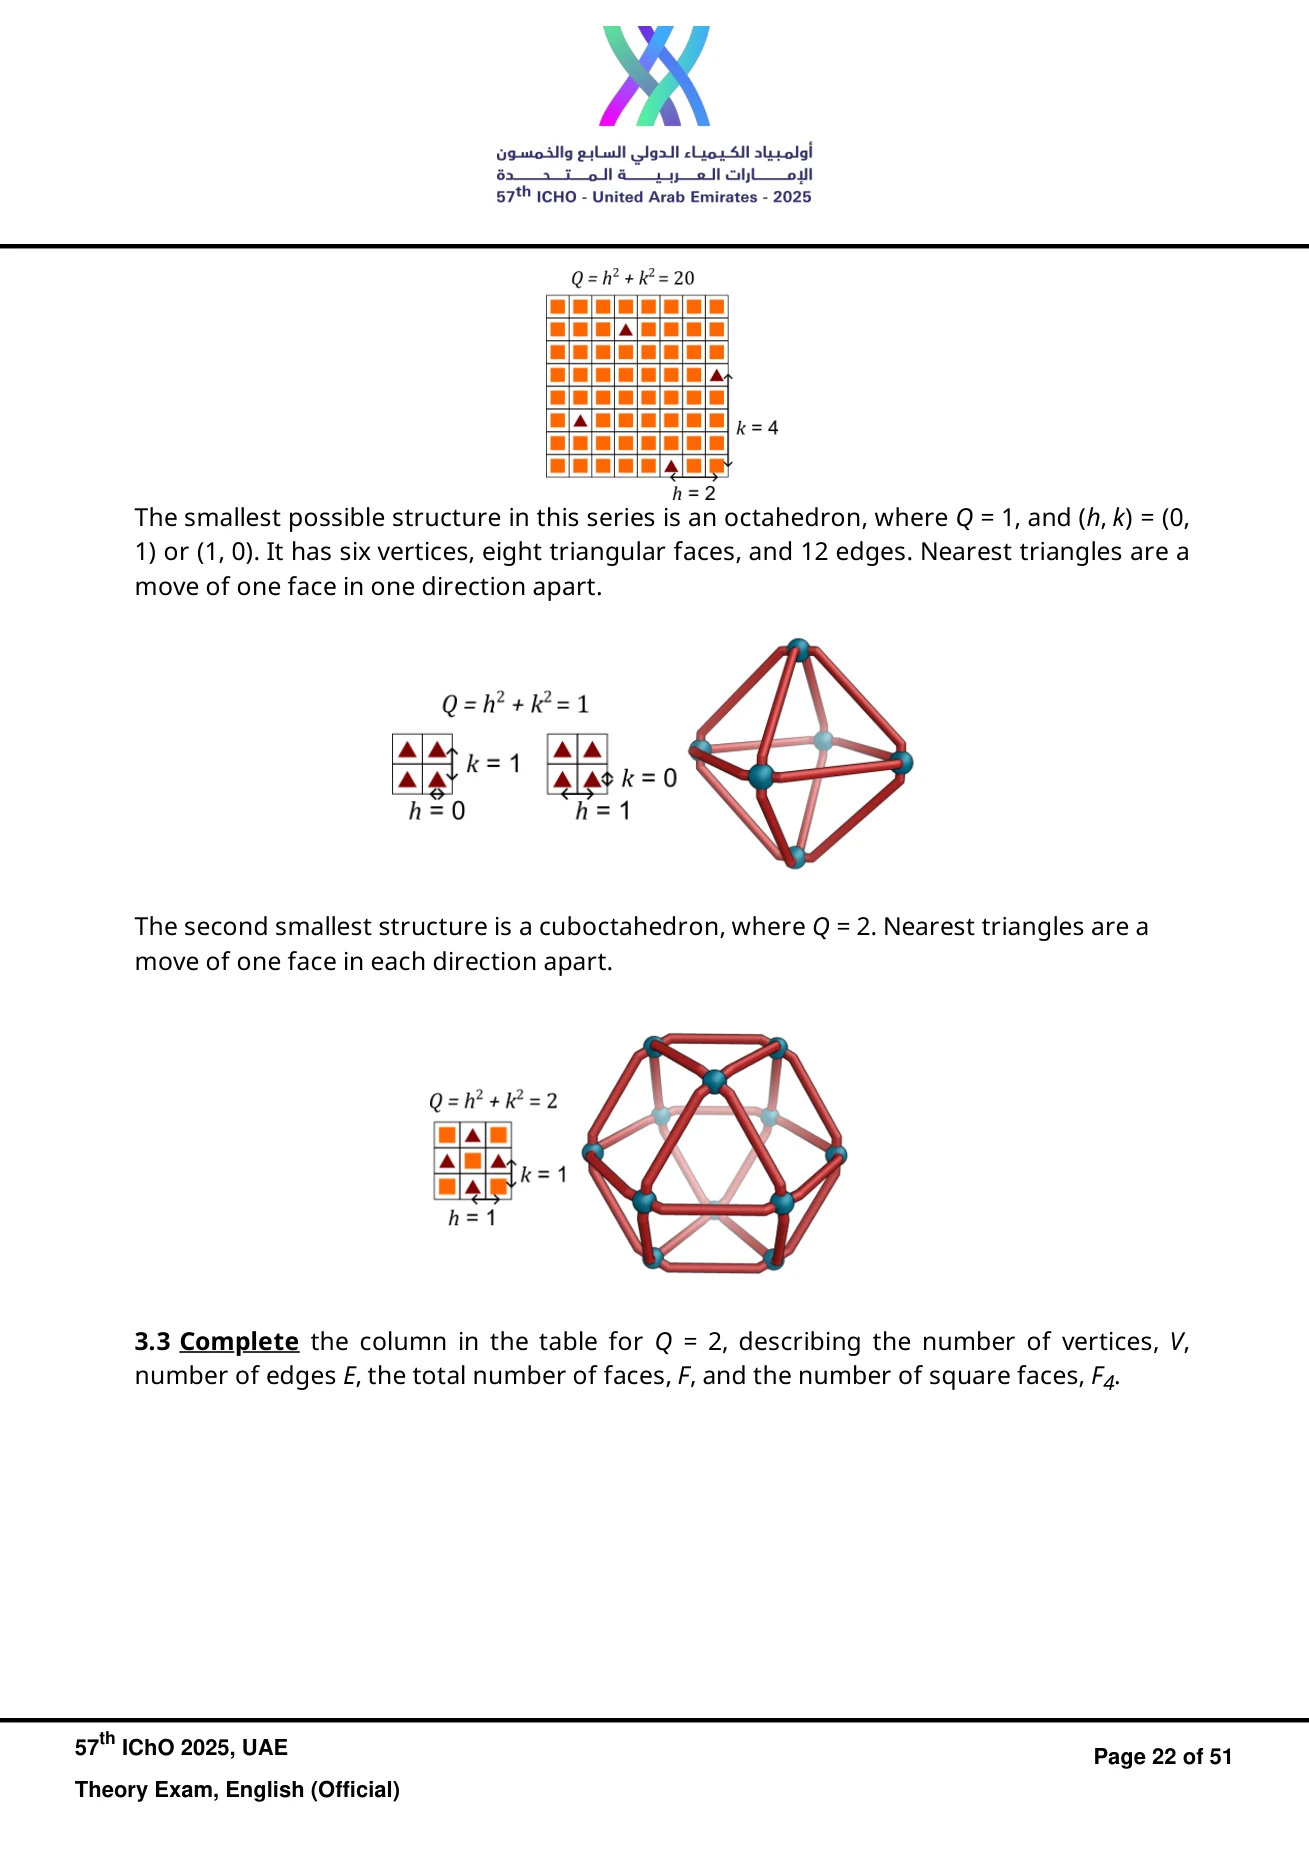 أولمبياد الكيمياء الدولي السابع والخمسون
الإمـــارات العـــربيـــة المـــتـــحـــدة
57th ICHO - United Arab Emirates - 2025
Q = h² + k² = 20
k = 4
h = 2
The smallest possible structure in this series is an octahedron, where Q = 1, and (h, k) = (0,
1) or (1, 0). It has six vertices, eight triangular faces, and 12 edges. Nearest triangles are a
move of one face in one direction apart.
Q = h² + k² = 1
k = 1
k = 0
h = 0
h = 1
The second smallest structure is a cuboctahedron, where Q = 2. Nearest triangles are a
move of one face in each direction apart.
Q = h² + k² = 2
k = 1
h = 1
3.3 Complete the column in the table for Q = 2, describing the number of vertices, V,
number of edges E, the total number of faces, F, and the number of square faces, F₄.
57th IChO 2025, UAE
Page 22 of 51
Theory Exam, English (Official)